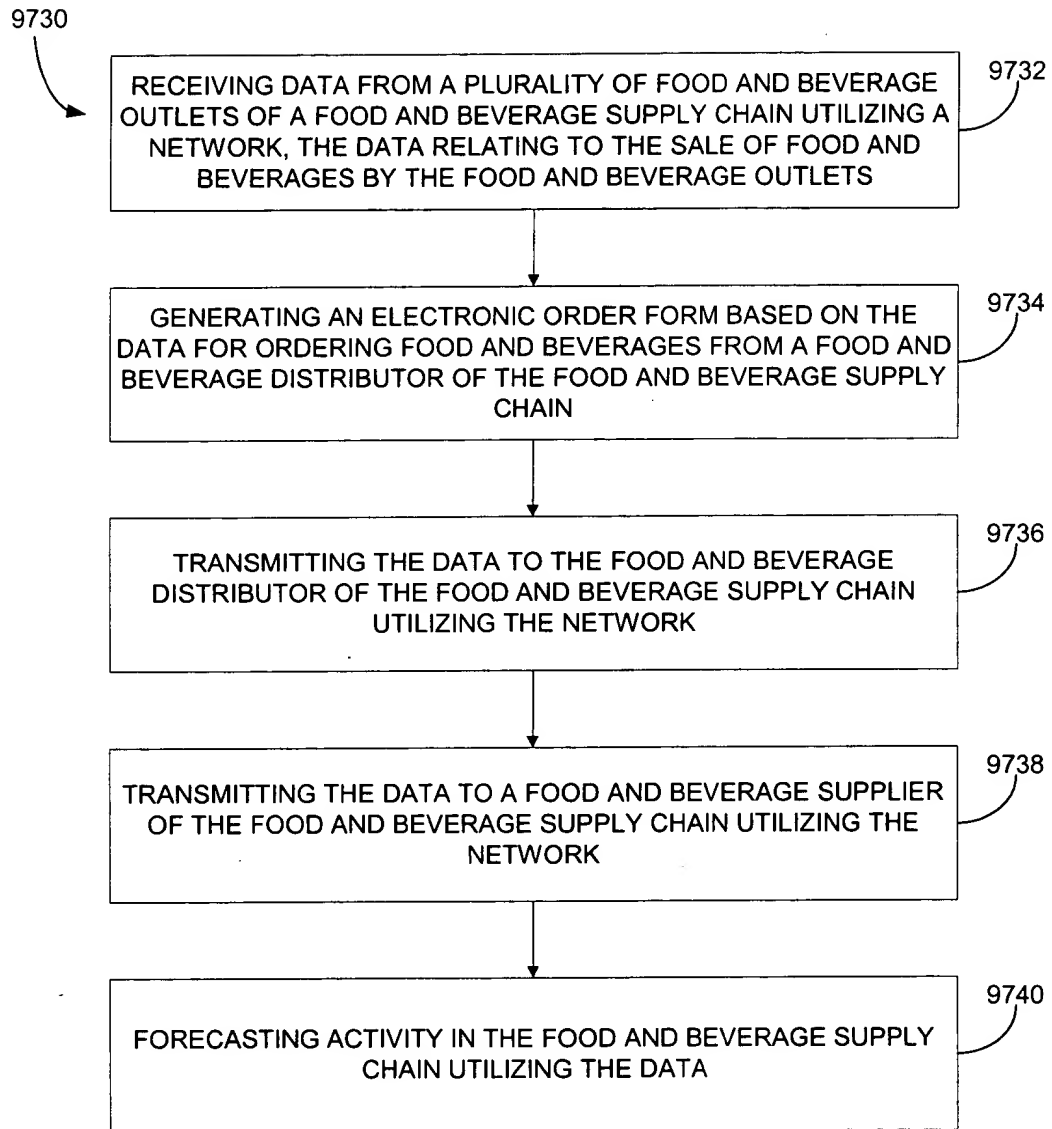 9730
9732
RECEIVING DATA FROM A PLURALITY OF FOOD AND BEVERAGE
OUTLETS OF A FOOD AND BEVERAGE SUPPLY CHAIN UTILIZING A
NETWORK, THE DATA RELATING TO THE SALE OF FOOD AND
BEVERAGES BY THE FOOD AND BEVERAGE OUTLETS
9734
GENERATING AN ELECTRONIC ORDER FORM BASED ON THE
DATA FOR ORDERING FOOD AND BEVERAGES FROM A FOOD AND
BEVERAGE DISTRIBUTOR OF THE FOOD AND BEVERAGE SUPPLY
CHAIN
9736
TRANSMITTING THE DATA TO THE FOOD AND BEVERAGE
DISTRIBUTOR OF THE FOOD AND BEVERAGE SUPPLY CHAIN
UTILIZING THE NETWORK
9738
TRANSMITTING THE DATA TO A FOOD AND BEVERAGE SUPPLIER
OF THE FOOD AND BEVERAGE SUPPLY CHAIN UTILIZING THE
NETWORK
9740
FORECASTING ACTIVITY IN THE FOOD AND BEVERAGE SUPPLY
CHAIN UTILIZING THE DATA